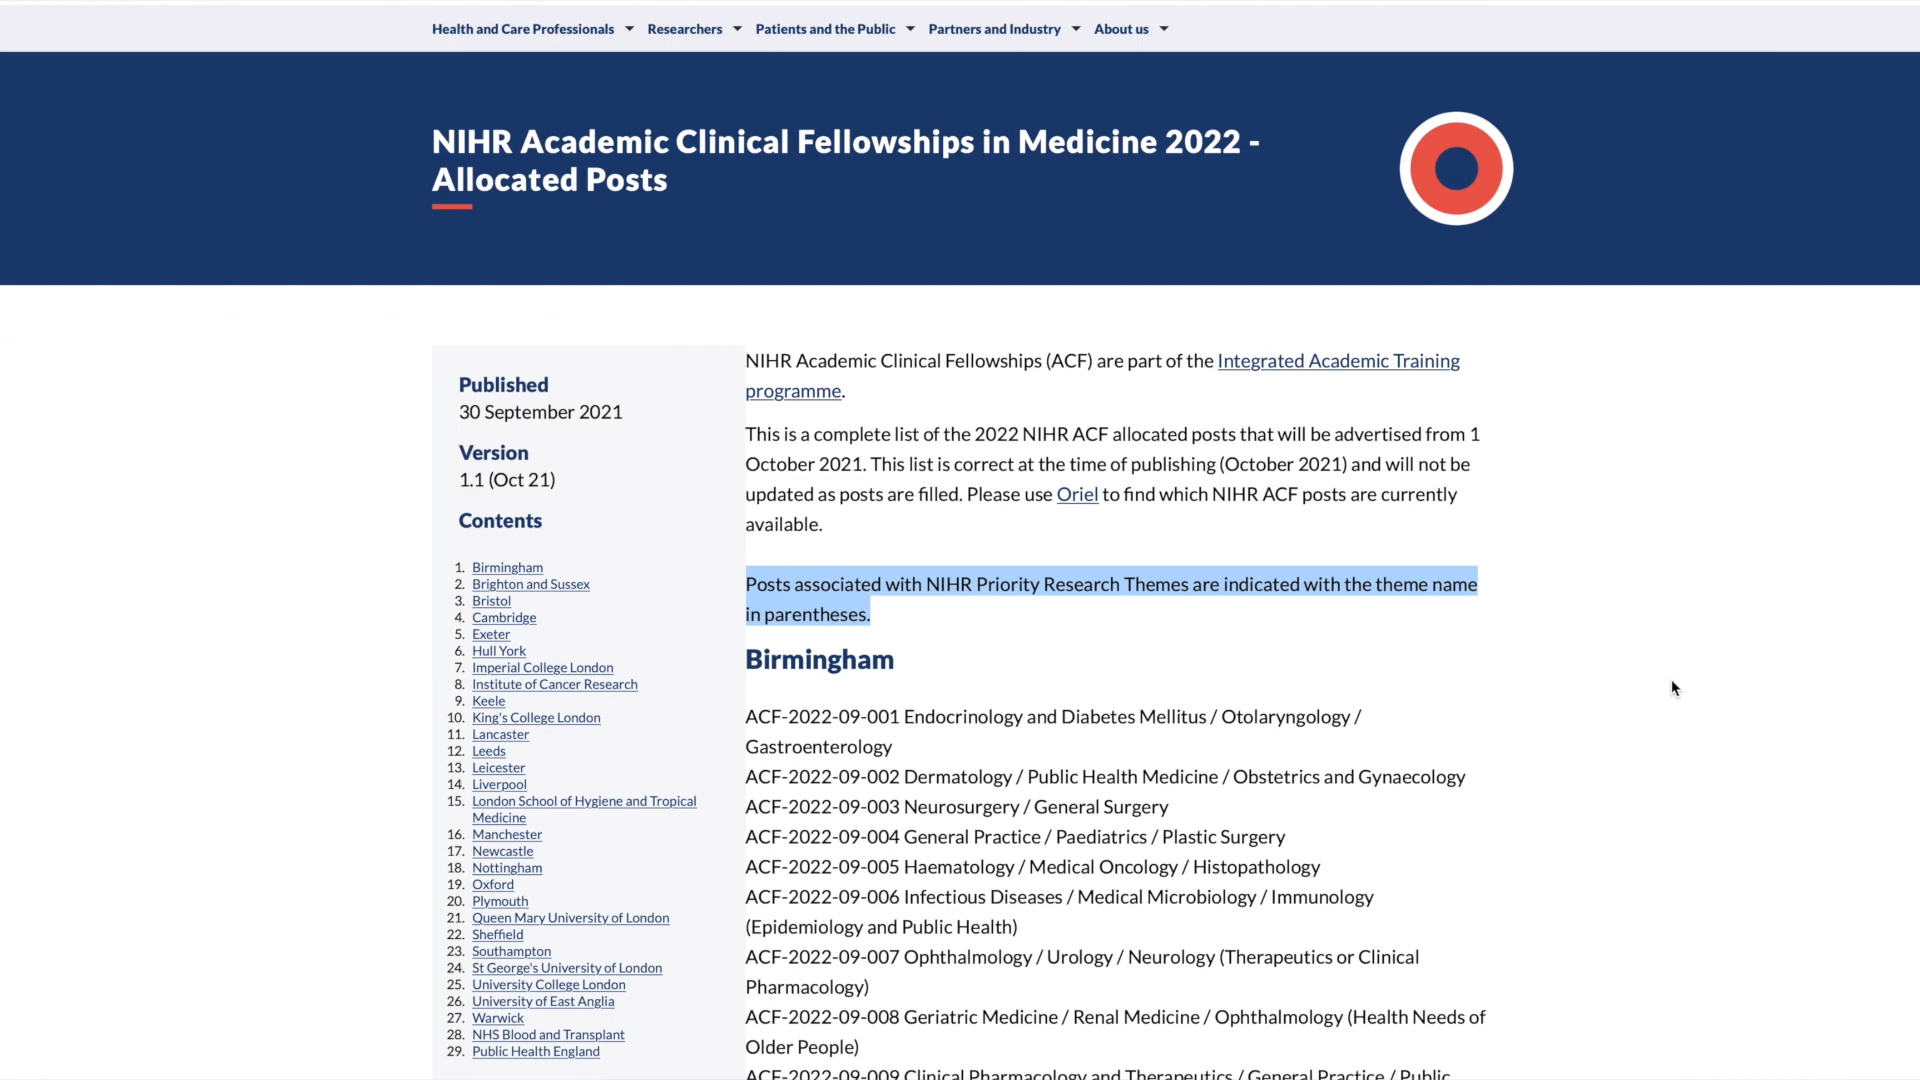 Health and Care Professionals Researchers Patients and the Public Partners and Industry About us
NIHR Academic Clinical Fellowships in Medicine 2022 -
Allocated Posts
Published
30 September 2021
Version
1.1 (Oct 21)
Contents
1. Birmingham
2. Brighton and Sussex
3. Bristol
4. Cambridge
5. Exeter
6. Hull York
7. Imperial College London
8. Institute of Cancer Research
9. Keele
10. King's College London
11. Lancaster
12. Leeds
13. Leicester
14. Liverpool
15. London School of Hygiene and Tropical
Medicine
16. Manchester
17. Newcastle
18. Nottingham
19. Oxford
20. Plymouth
21. Queen Mary University of London
22. Sheffield
23. Southampton
24. St George's University of London
25. University College London
26. University of East Anglia
27. Warwick
28. NHS Blood and Transplant
29. Public Health England
NIHR Academic Clinical Fellowships (ACF) are part of the Integrated Academic Training
programme.
This is a complete list of the 2022 NIHR ACF allocated posts that will be advertised from 1
October 2021. This list is correct at the time of publishing (October 2021) and will not be
updated as posts are filled. Please use Oriel to find which NIHR ACF posts are currently
available.
Posts associated with NIHR Priority Research Themes are indicated with the theme name
in parentheses.
Birmingham
ACF-2022-09-001 Endocrinology and Diabetes Mellitus / Otolaryngology /
Gastroenterology
ACF-2022-09-002 Dermatology / Public Health Medicine / Obstetrics and Gynaecology
ACF-2022-09-003 Neurosurgery / General Surgery
ACF-2022-09-004 General Practice / Paediatrics / Plastic Surgery
ACF-2022-09-005 Haematology / Medical Oncology / Histopathology
ACF-2022-09-006 Infectious Diseases / Medical Microbiology / Immunology
(Epidemiology and Public Health)
ACF-2022-09-007 Ophthalmology / Urology / Neurology (Therapeutics or Clinical
Pharmacology)
ACF-2022-09-008 Geriatric Medicine / Renal Medicine / Ophthalmology (Health Needs of
Older People)
ACF-2022-09-009 Clinical Pharmacology and Therapeutics / General Practice / Public